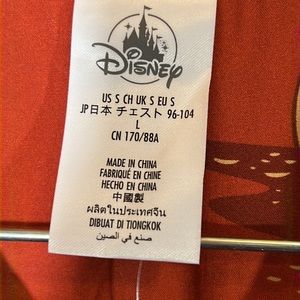 Disney
US S CH UK S EU S
JP日本 チェスト 96-104
L
CN 170/88A
MADE IN CHINA
FABRIQUÉ EN CHINE
HECHO EN CHINA
中國製
ผลิตในประเทศจีน
DIBUAT DI TIONGKOK
صنع في الصين